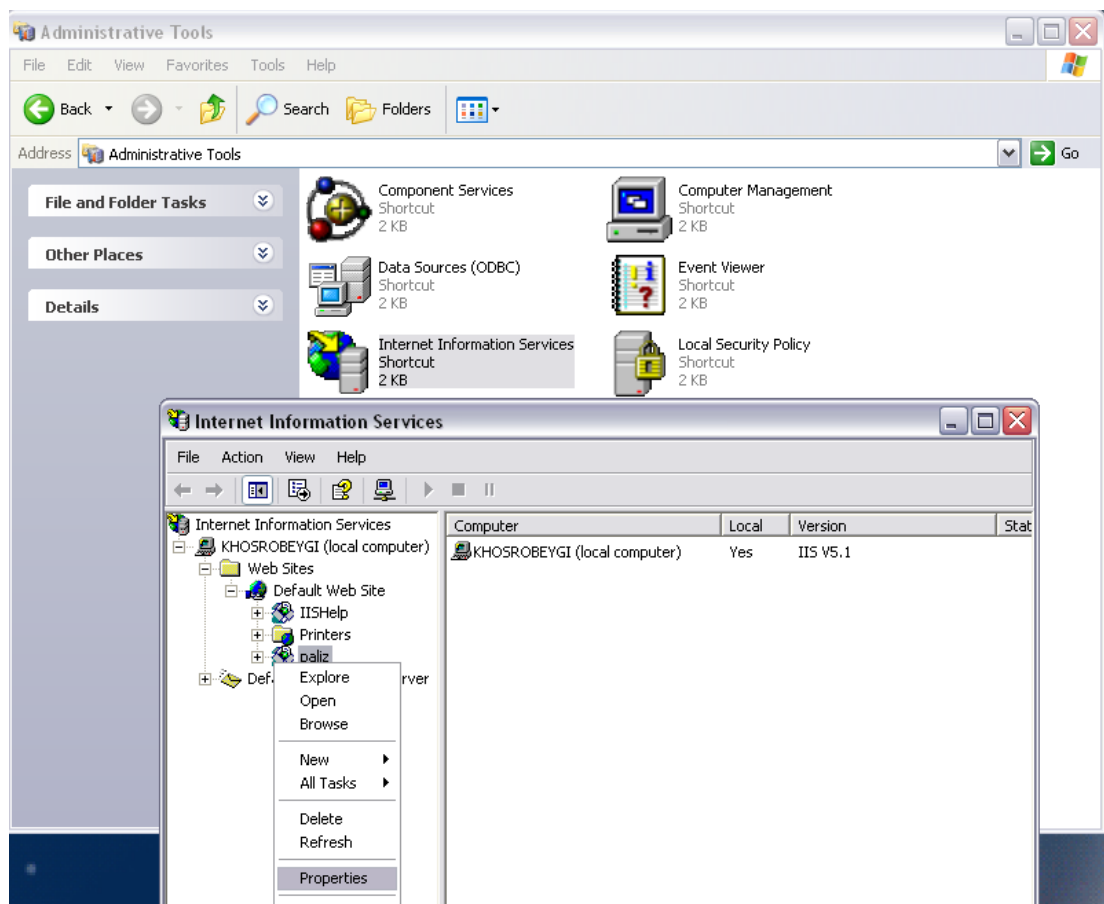 Administrative Tools
File Edit View Favorites Tools Help
Back Search Folders
Address Administrative Tools Go
File and Folder Tasks
Other Places
Details
Component Services
Shortcut
2 KB
Computer Management
Shortcut
2 KB
Data Sources (ODBC)
Shortcut
2 KB
Event Viewer
Shortcut
2 KB
Internet Information Services
Shortcut
2 KB
Local Security Policy
Shortcut
2 KB
Internet Information Services
File Action View Help
Internet Information Services
KHOSROBEYGI (local computer)
Web Sites
Default Web Site
IISHelp
Printers
paliz
Def rver
Explore
Open
Browse
New
All Tasks
Delete
Refresh
Properties
Computer Local Version Stat
KHOSROBEYGI (local computer) Yes IIS V5.1